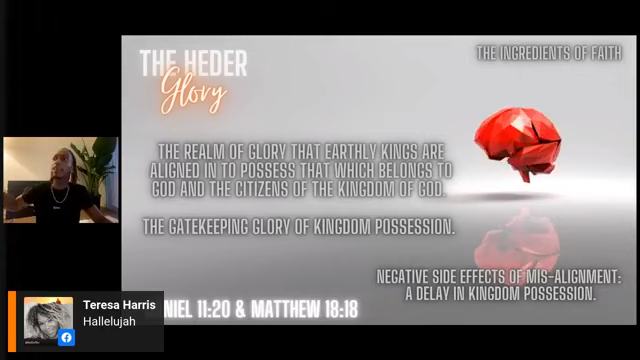 THE HEDER
Glory
THE INGREDIENTS OF FAITH
THE REALM OF GLORY THAT EARTHLY KINGS ARE
ALIGNED IN TO POSSESS THAT WHICH BELONGS TO
GOD AND THE CITIZENS OF THE KINGDOM OF GOD.
THE GATEKEEPING GLORY OF KINGDOM POSSESSION.
NEGATIVE SIDE EFFECTS OF MIS-ALIGNMENT:
A DELAY IN KINGDOM POSSESSION.
NIEL 11:20 & MATTHEW 18:18
Teresa Harris
Hallelujah